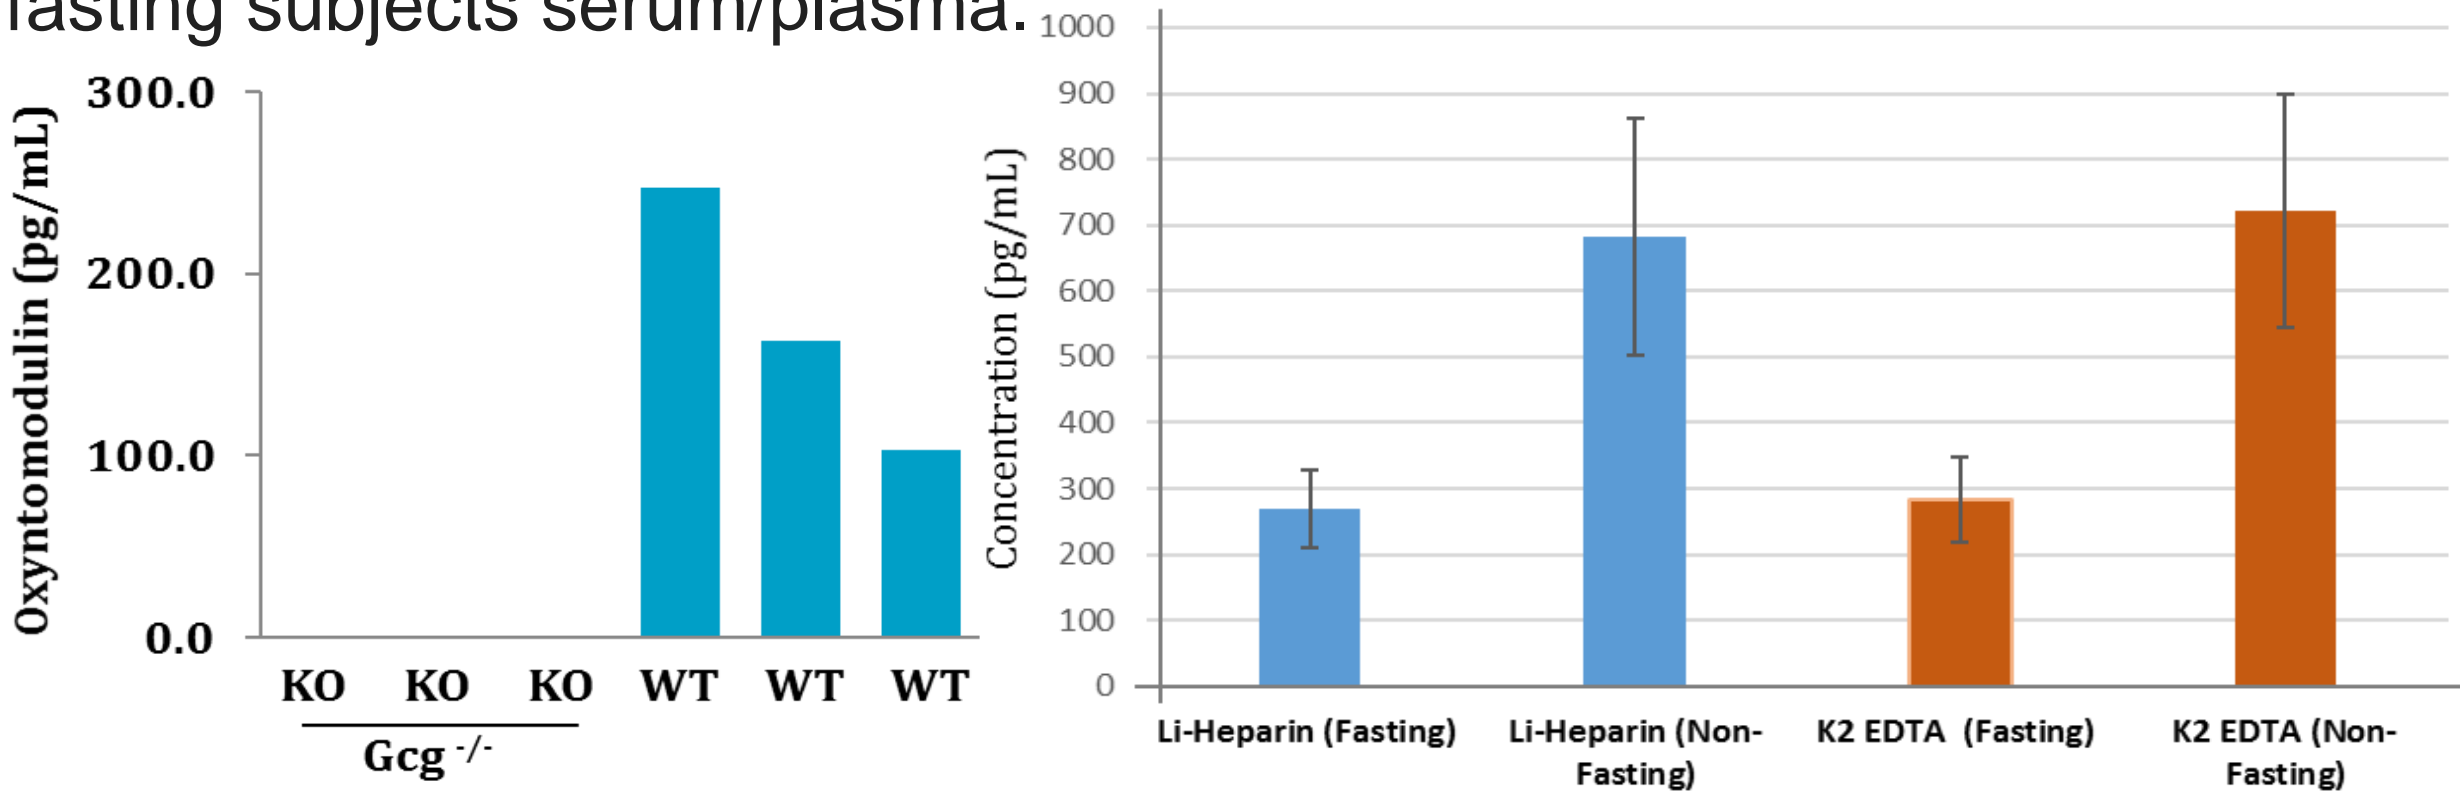 fasting subjects serum/plasma.
Oxyntomodulin (pg/mL)
300.0
200.0
100.0
0.0
KO KO KO WT WT WT
Gcg -/-
Concentration (pg/mL)
1000
900
800
700
600
500
400
300
200
100
0
Li-Heparin (Fasting)
Li-Heparin (Non-
Fasting)
K2 EDTA (Fasting)
K2 EDTA (Non-
Fasting)